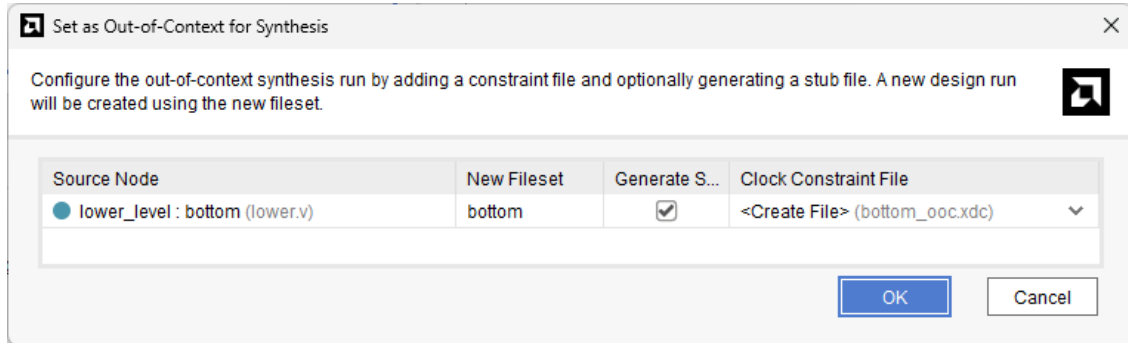 Set as Out-of-Context for Synthesis
Configure the out-of-context synthesis run by adding a constraint file and optionally generating a stub file. A new design run
will be created using the new fileset.
Source Node New Fileset Generate S... Clock Constraint File
lower_level : bottom (lower.v) bottom <Create File> (bottom_ooc.xdc)
OK Cancel